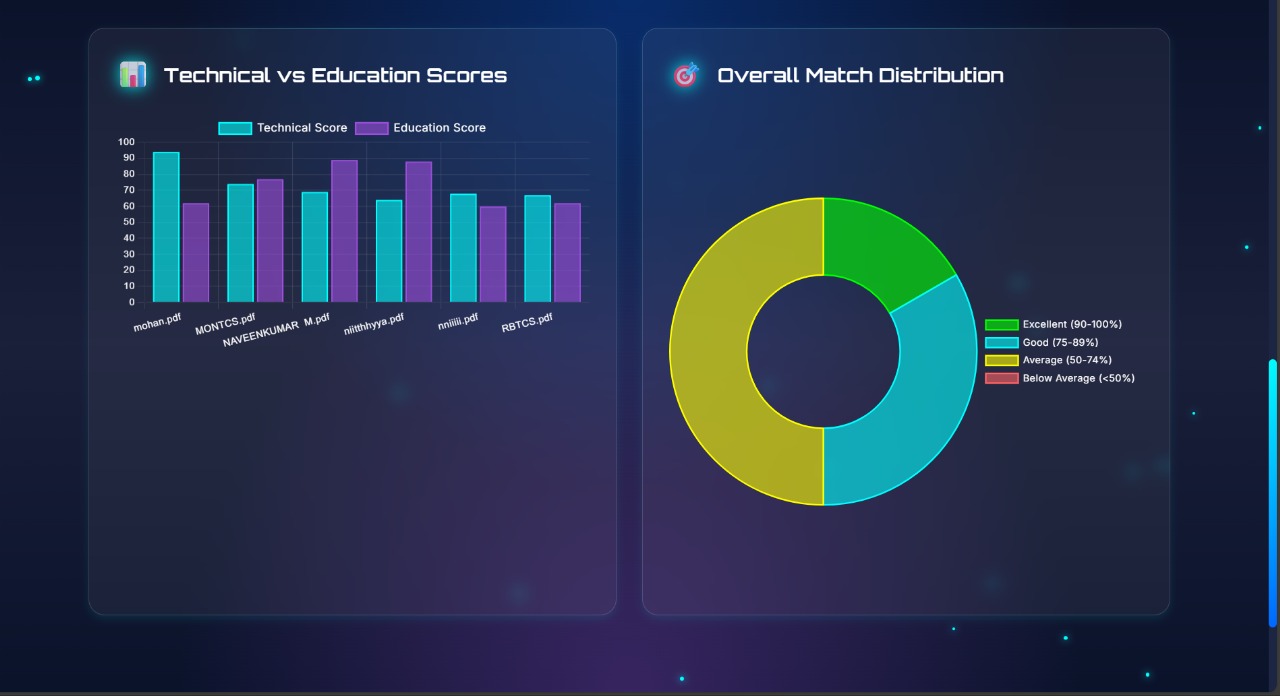 Technical vs Education Scores
Technical Score Education Score
100
90
80
70
60
50
40
30
20
10
0
mohan.pdf
MONTCS.pdf
NAVEENKUMAR M.pdf
niitthhyya.pdf
nniiiii.pdf
RBTCS.pdf
Overall Match Distribution
Excellent (90-100%)
Good (75-89%)
Average (50-74%)
Below Average (<50%)